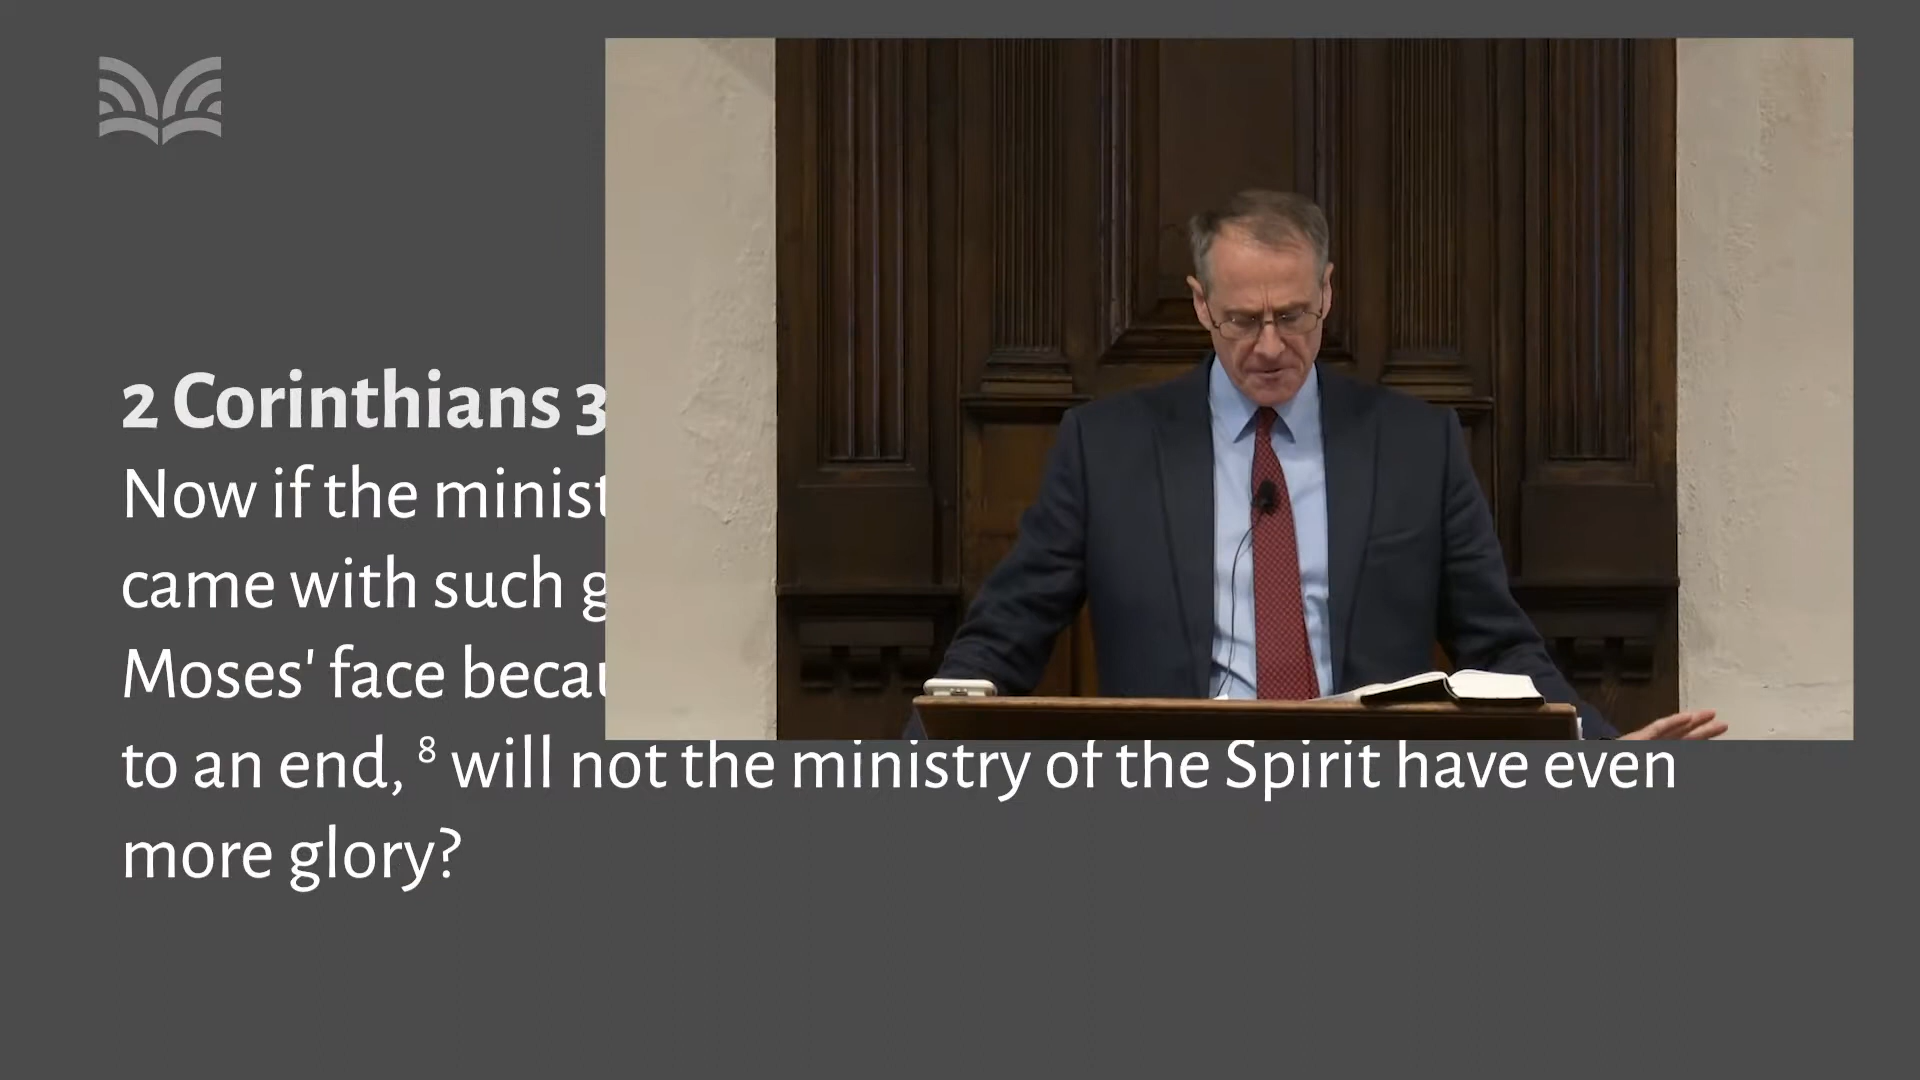 2 Corinthians 3
Now if the minist
came with such g
Moses' face becau
to an end, ⁸ will not the ministry of the Spirit have even
more glory?